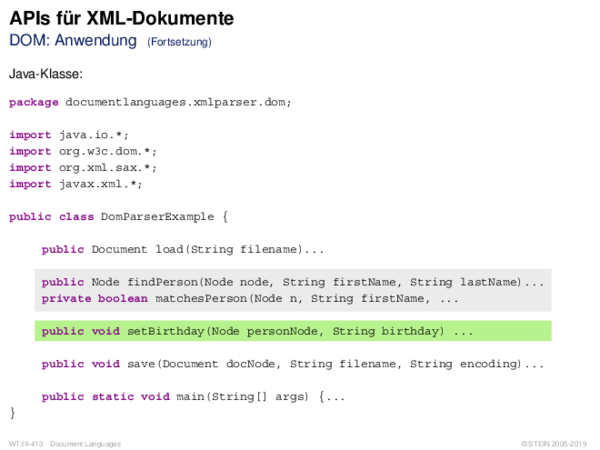 APIs für XML-Dokumente
DOM: Anwendung (Fortsetzung)
Java-Klasse:
package documentlanguages.xmlparser.dom;
import java.io.*;
import org.w3c.dom.*;
import org.xml.sax.*;
import javax.xml.*;
public class DomParserExample {
public Document load(String filename)...
public Node findPerson(Node node, String firstName, String lastName)...
private boolean matchesPerson(Node n, String firstName, ...
public void setBirthday(Node personNode, String birthday) ...
public void save(Document docNode, String filename, String encoding)...
public static void main(String[] args) {...
}
WT:III-413 Document Languages © STEIN 2005-2019